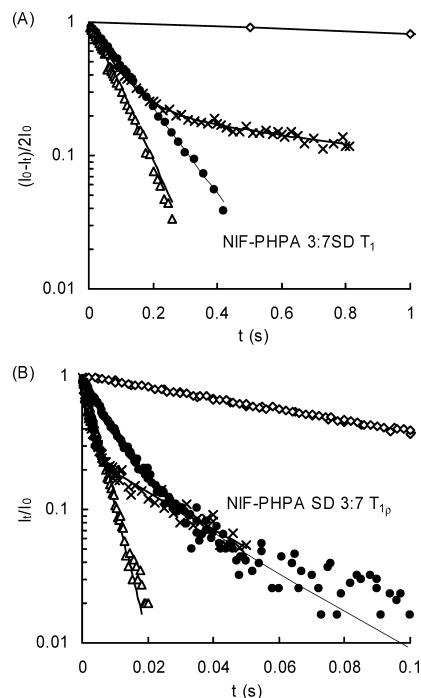 (A)
1
0.1
0.01
(I₀-Iₜ)/2I₀
NIF-PHPA 3:7SD T₁
0 0.2 0.4 0.6 0.8 1
t (s)
(B)
1
0.1
0.01
Iₜ/I₀
NIF-PHPA SD 3:7 T₁ᵨ
0 0.02 0.04 0.06 0.08 0.1
t (s)